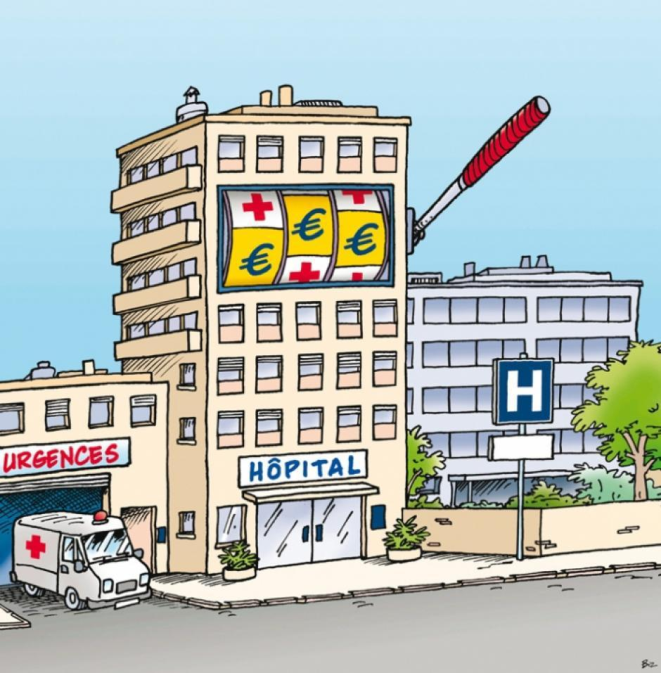 € € €
HÔPITAL
URGENCES
H